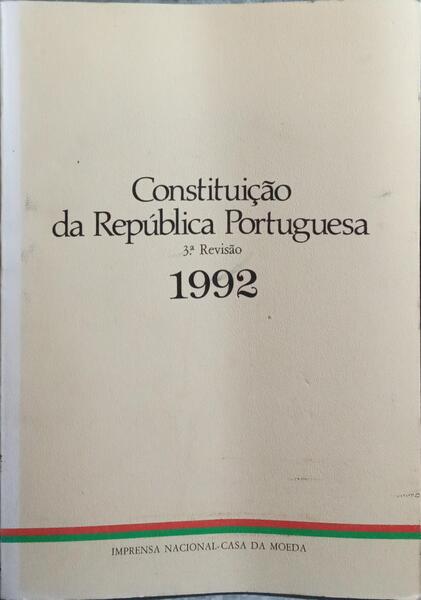 Constituição
da República Portuguesa
3.ª Revisão
1992
IMPRENSA NACIONAL-CASA DA MOEDA